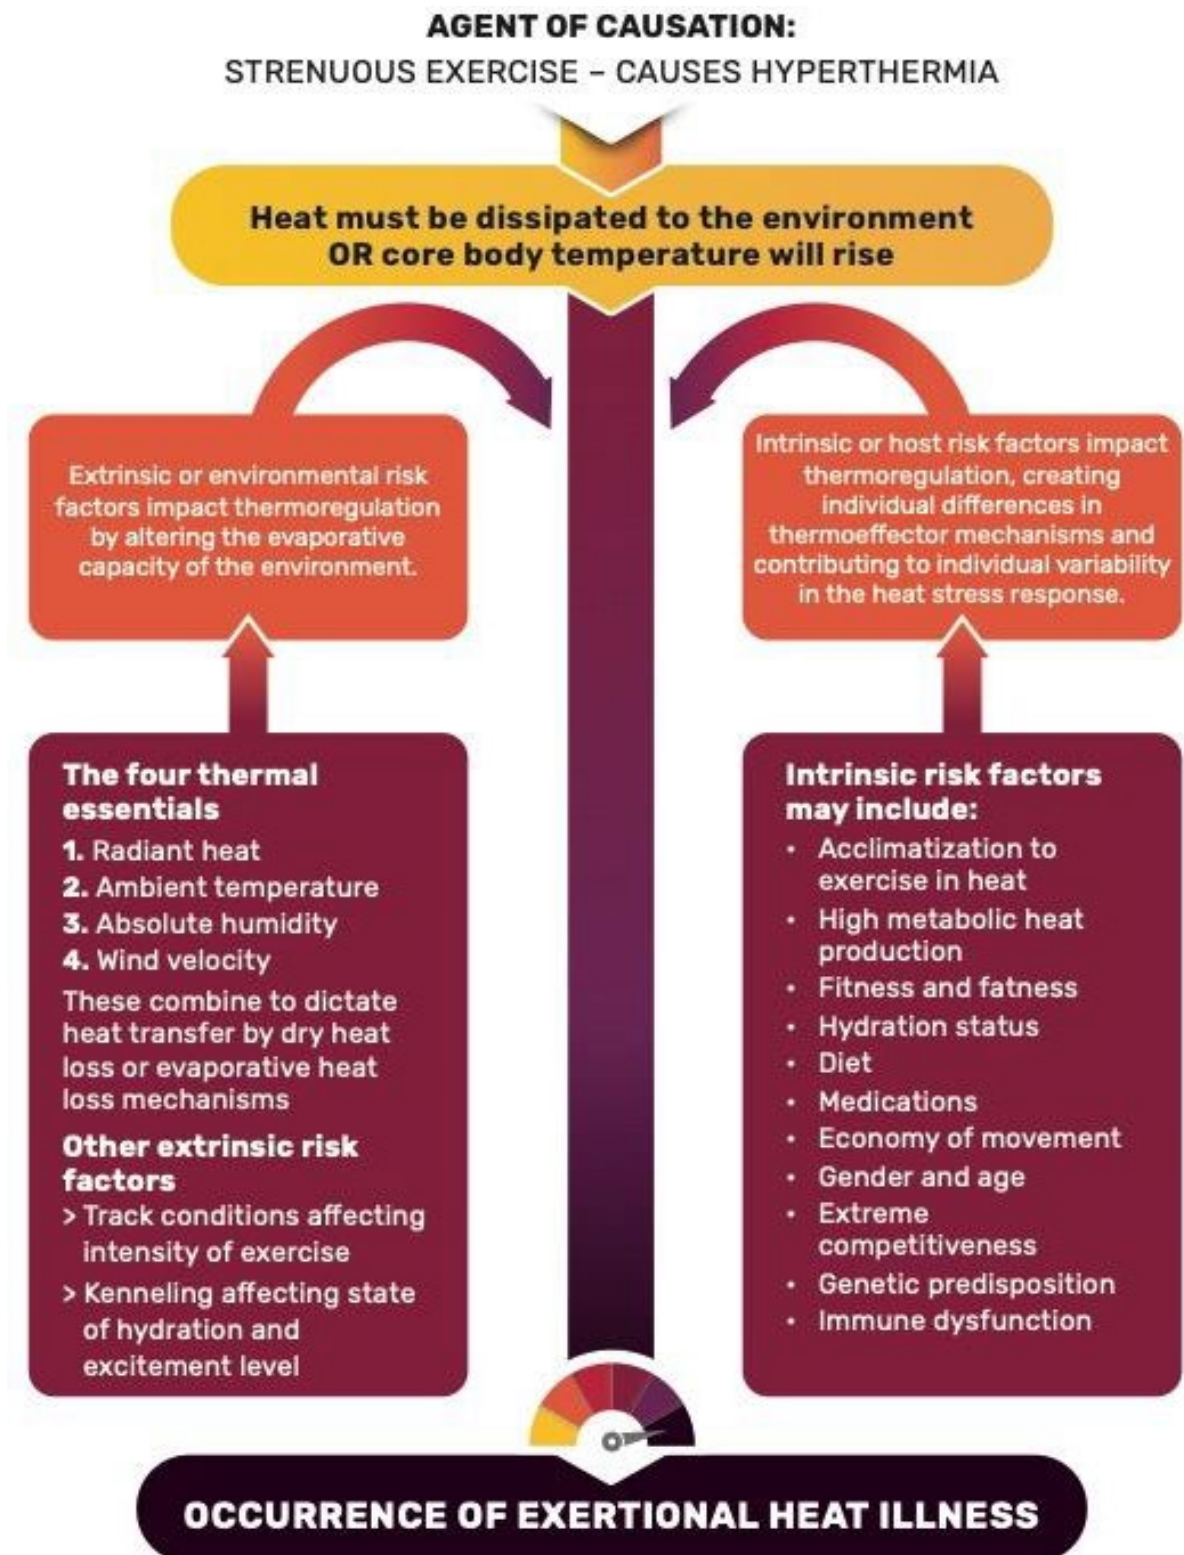 AGENT OF CAUSATION:
STRENUOUS EXERCISE – CAUSES HYPERTHERMIA
Heat must be dissipated to the environment
OR core body temperature will rise
Extrinsic or environmental risk
factors impact thermoregulation
by altering the evaporative
capacity of the environment.
The four thermal
essentials
1. Radiant heat
2. Ambient temperature
3. Absolute humidity
4. Wind velocity
These combine to dictate
heat transfer by dry heat
loss or evaporative heat
loss mechanisms
Other extrinsic risk
factors
> Track conditions affecting
intensity of exercise
> Kenneling affecting state
of hydration and
excitement level
Intrinsic or host risk factors impact
thermoregulation, creating
individual differences in
thermoeffector mechanisms and
contributing to individual variability
in the heat stress response.
Intrinsic risk factors
may include:
• Acclimatization to
exercise in heat
• High metabolic heat
production
• Fitness and fatness
• Hydration status
• Diet
• Medications
• Economy of movement
• Gender and age
• Extreme
competitiveness
• Genetic predisposition
• Immune dysfunction
OCCURRENCE OF EXERTIONAL HEAT ILLNESS